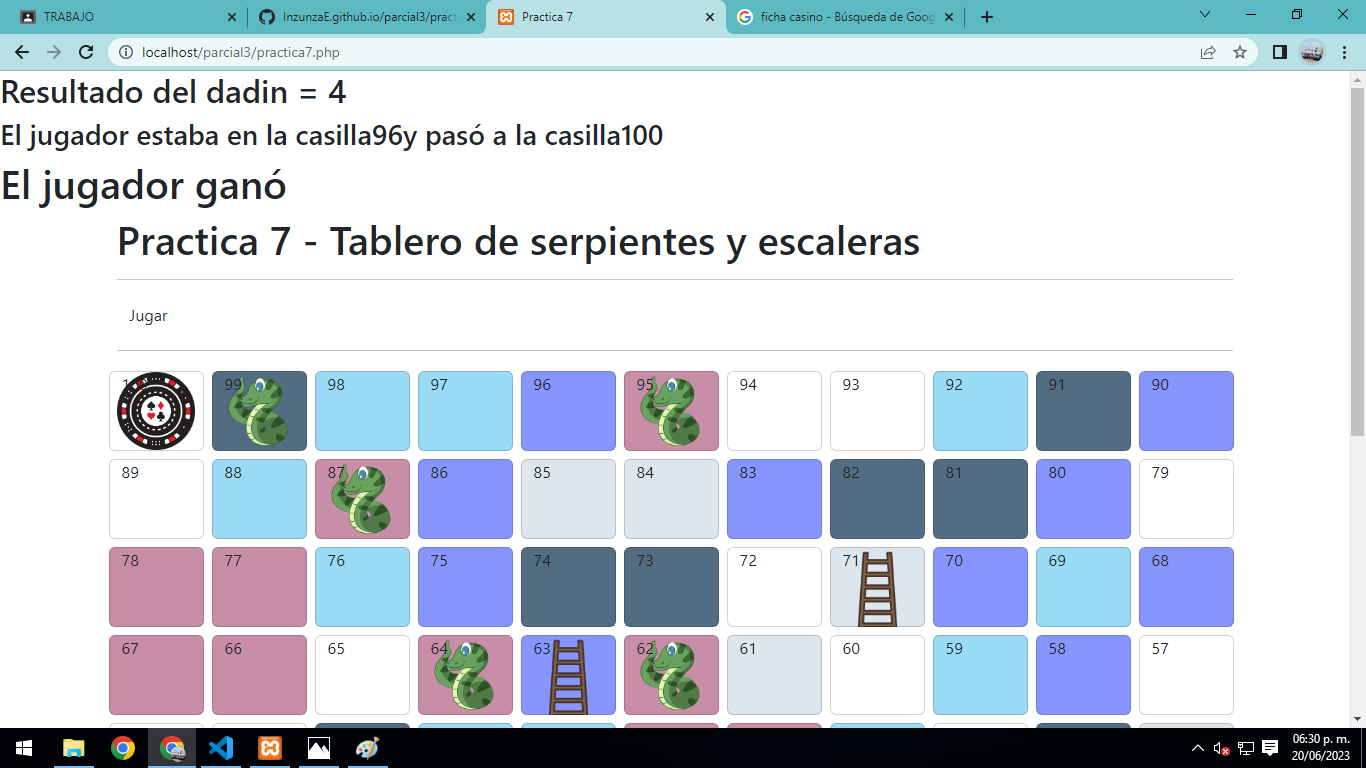 TRABAJO
InzunzaE.github.io/parcial3/pract
Practica 7
ficha casino - Búsqueda de Goog
localhost/parcial3/practica7.php
Resultado del dadin = 4
El jugador estaba en la casilla96y pasó a la casilla100
El jugador ganó
Practica 7 - Tablero de serpientes y escaleras
Jugar
99 98 97 96 95 94 93 92 91 90
89 88 87 86 85 84 83 82 81 80 79
78 77 76 75 74 73 72 71 70 69 68
67 66 65 64 63 62 61 60 59 58 57
06:30 p. m.
20/06/2023